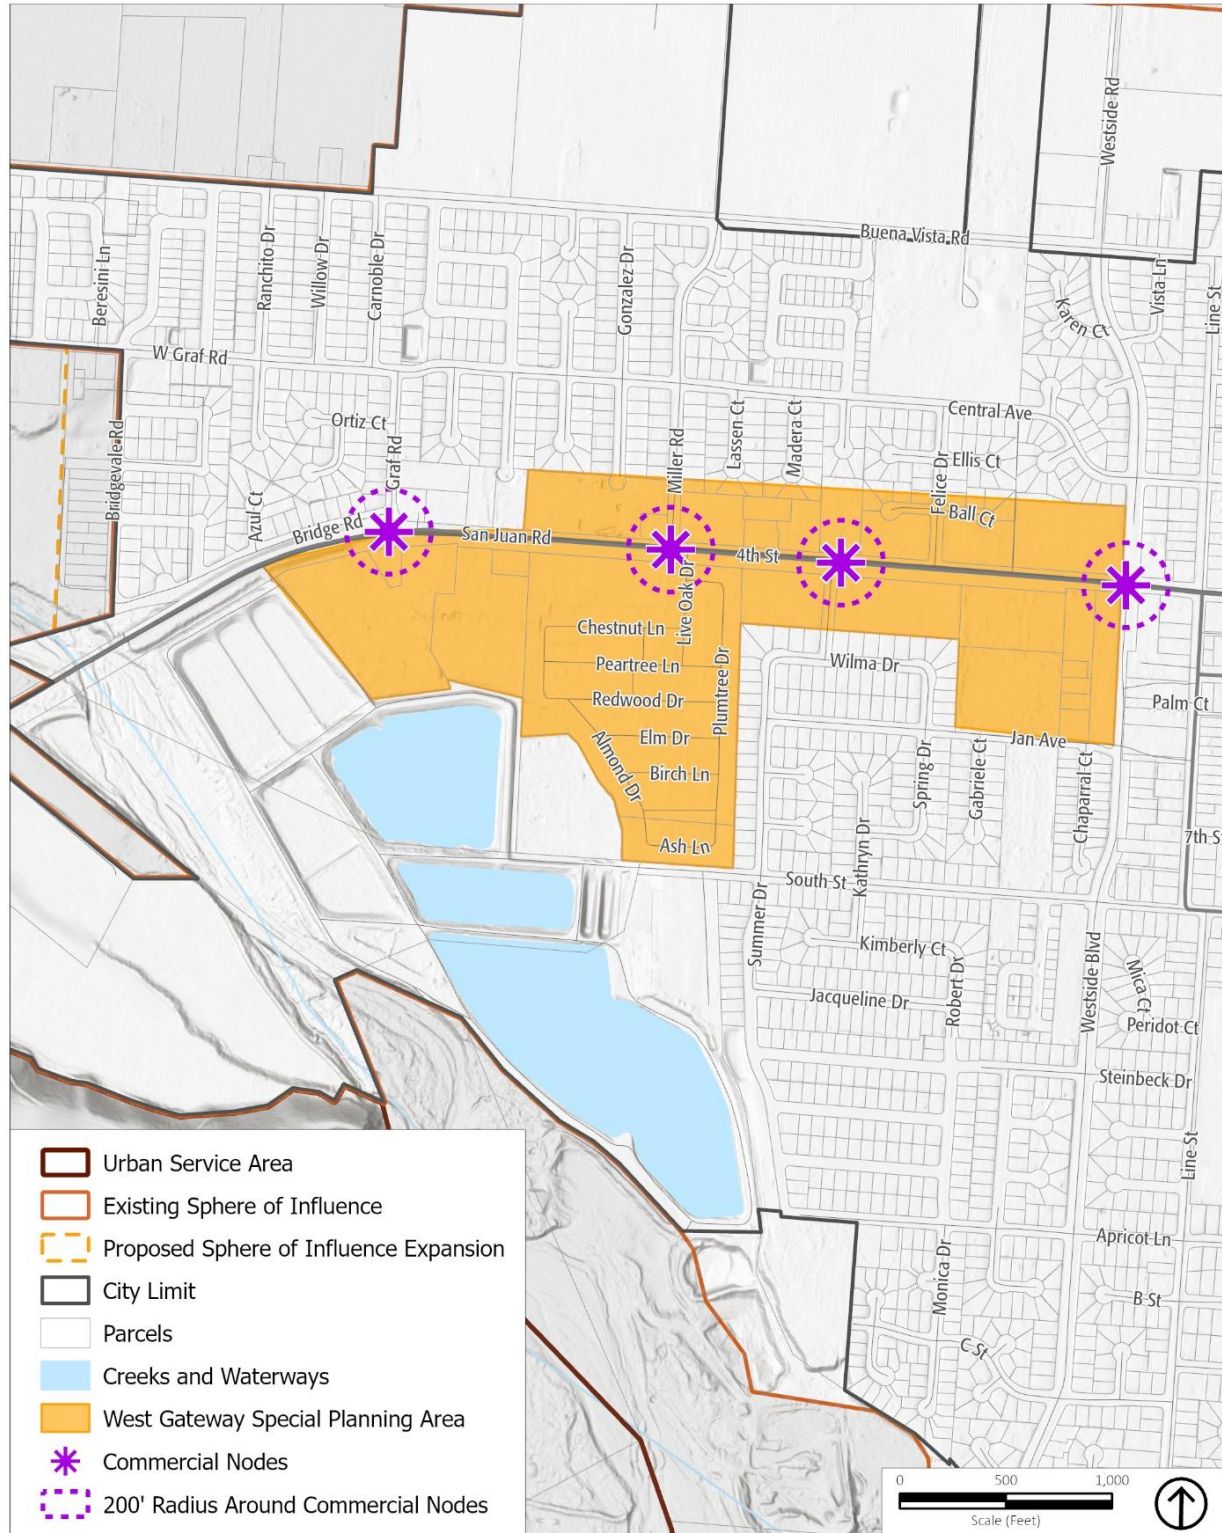 Westside Rd
Buena Vista Rd
Beresini Ln
Ranchito Dr
Willow Dr
Carnoble Dr
Gonzalez Dr
Karen Ct
Vista Ln
Line St
W Graf Rd
Ortiz Ct
Graf Rd
Central Ave
Lassen Ct
Madera Ct
Miller Rd
Felice Dr
Ellis Ct
Ball Ct
Bridgevale Rd
Azul Ct
Bridge Rd
San Juan Rd
4th St
Live Oak Dr
Chestnut Ln
Peartree Ln
Redwood Dr
Plumtree Dr
Wilma Dr
Elm Dr
Birch Ln
Almond Dr
Ash Ln
Palm Ct
Jan Ave
Spring Dr
Gabriele Ct
Chaparral Ct
Kathryn Dr
7th S
South St
Summer Dr
Kimberly Ct
Robert Dr
Westside Blvd
Mica Ct
Jacqueline Dr
Peridot Ct
Steinbeck Dr
Line St
Apricot Ln
Monica Dr
B St
C St
Urban Service Area
Existing Sphere of Influence
Proposed Sphere of Influence Expansion
City Limit
Parcels
Creeks and Waterways
West Gateway Special Planning Area
Commercial Nodes
200' Radius Around Commercial Nodes
0 500 1,000
Scale (Feet)